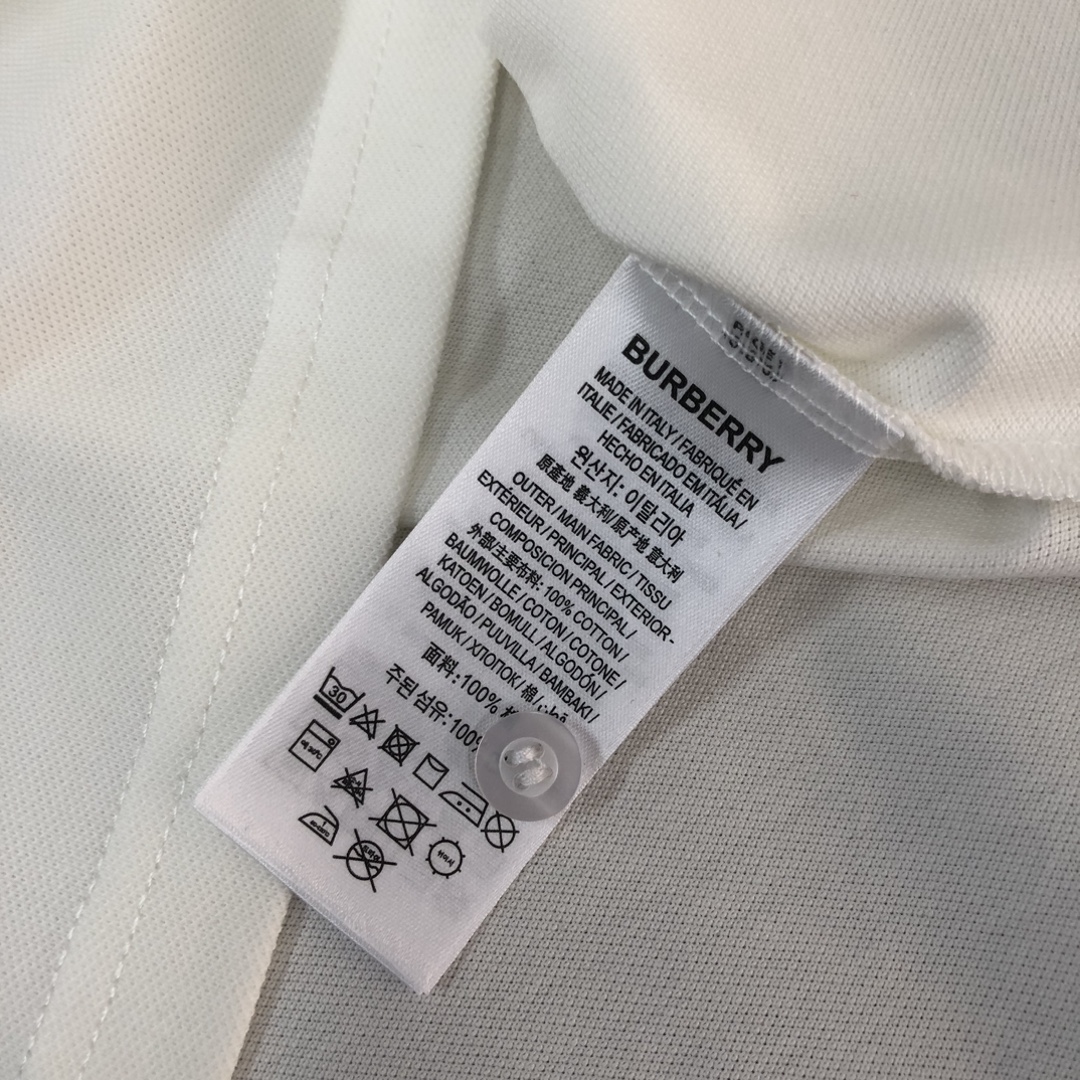 BURBERRY
MADE IN ITALY / FABRIQUÉ EN
ITALIE / FABRICADO EM ITÁLIA /
HECHO EN ITALIA
원산지: 이탈리아
原產地 義大利/原产地 意大利
OUTER / MAIN FABRIC / TISSU
EXTÉRIEUR / PRINCIPAL / EXTERIOR -
COMPOSICION PRINCIPAL /
外部/主要布料: 100% COTTON /
BAUMWOLLE / COTON / COTONE /
KATOEN / BOMULL / ALGODÓN /
ALGODÃO / PUUVILLA / BAMBAKI /
PAMUK / ХЛОПОК / 棉 /
面料:100%
주된 섬유:100%
30